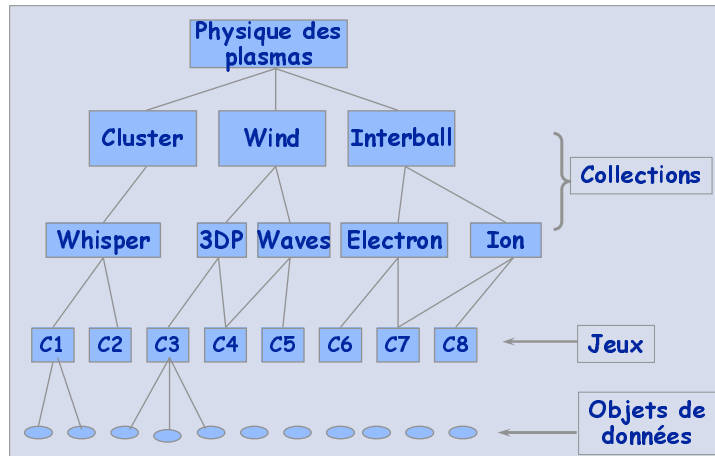 Physique des
plasmas
Cluster
Wind
Interball
Collections
Whisper
3DP
Waves
Electron
Ion
C1
C2
C3
C4
C5
C6
C7
C8
Jeux
Objets de
données